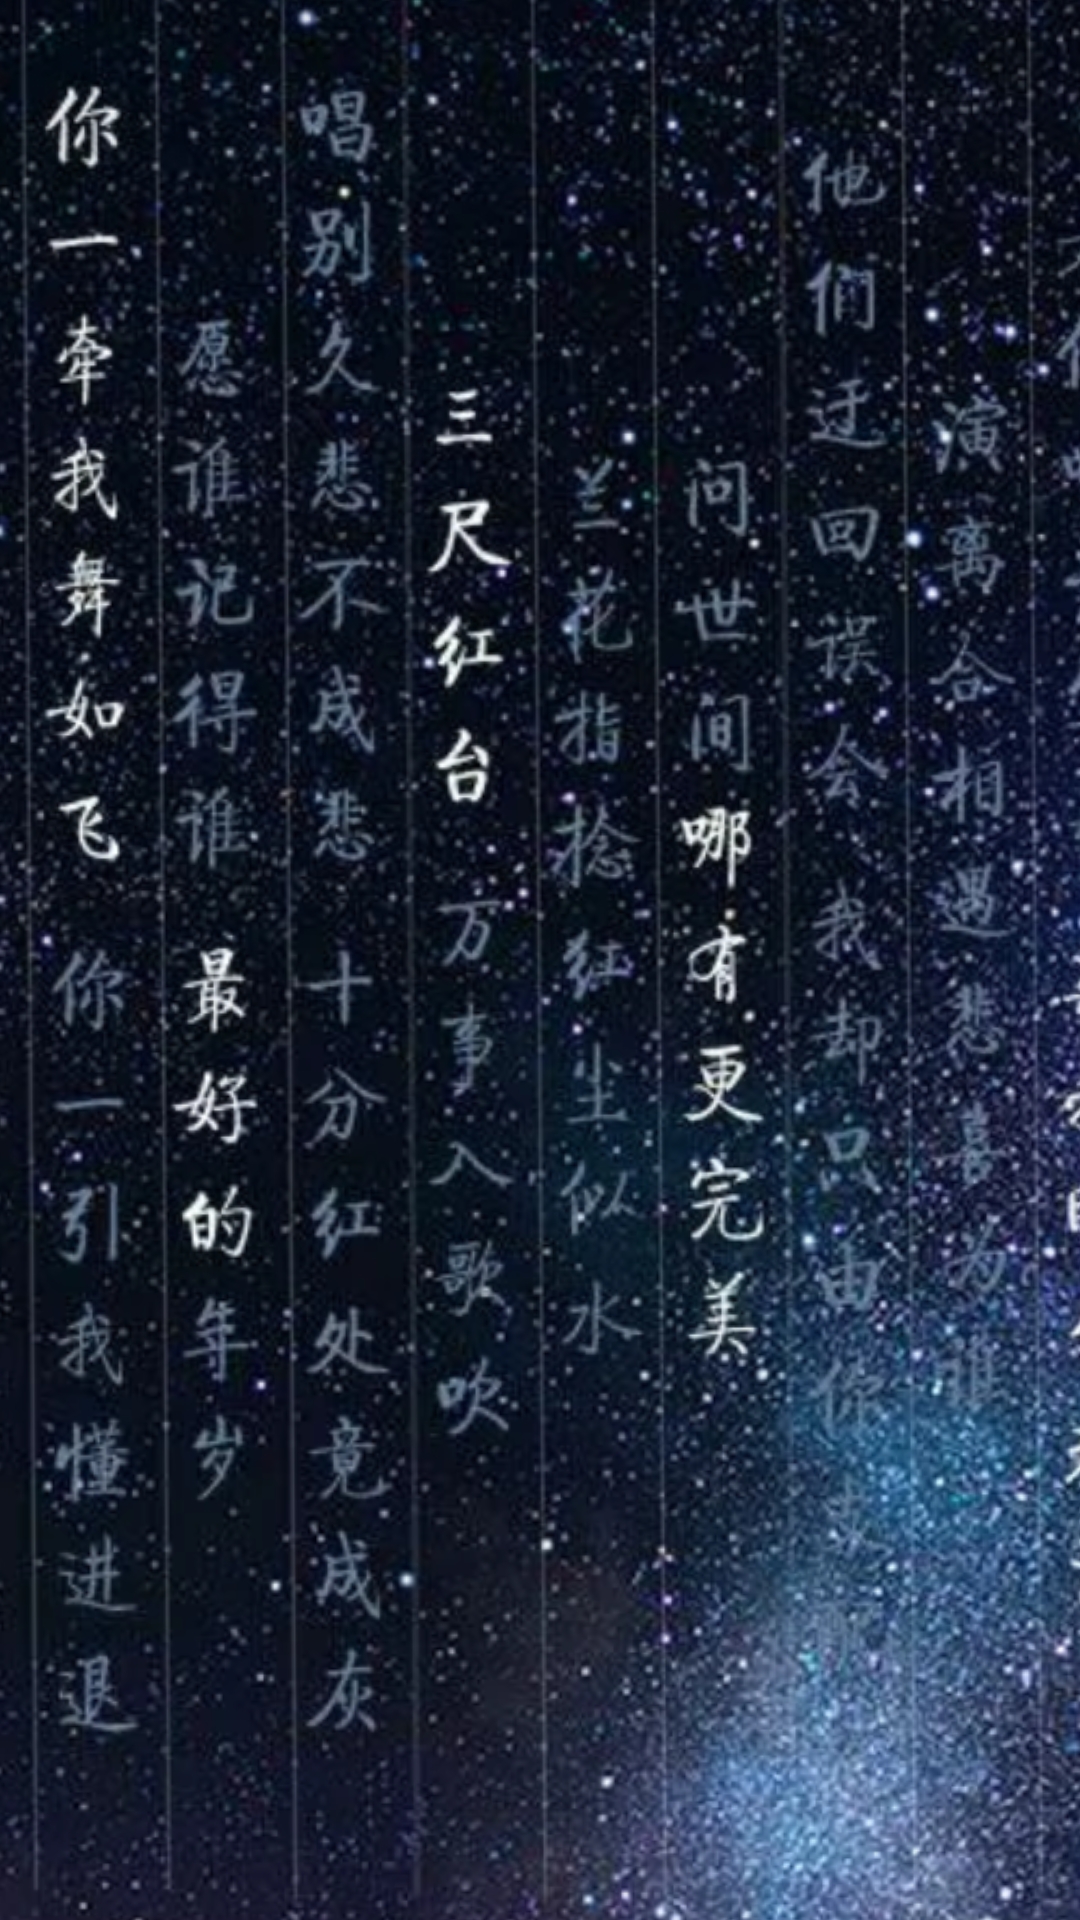 演离合相遇悲喜为谁
他们迂回误会 我却只由你支
问世间哪有更完美
兰花指捻红尘似水
三尺红台 万事入歌吹
唱别久悲不成悲 十分红处竟成灰
愿谁记得谁 最好的年岁
你一牵我舞如飞 你一引我懂进退